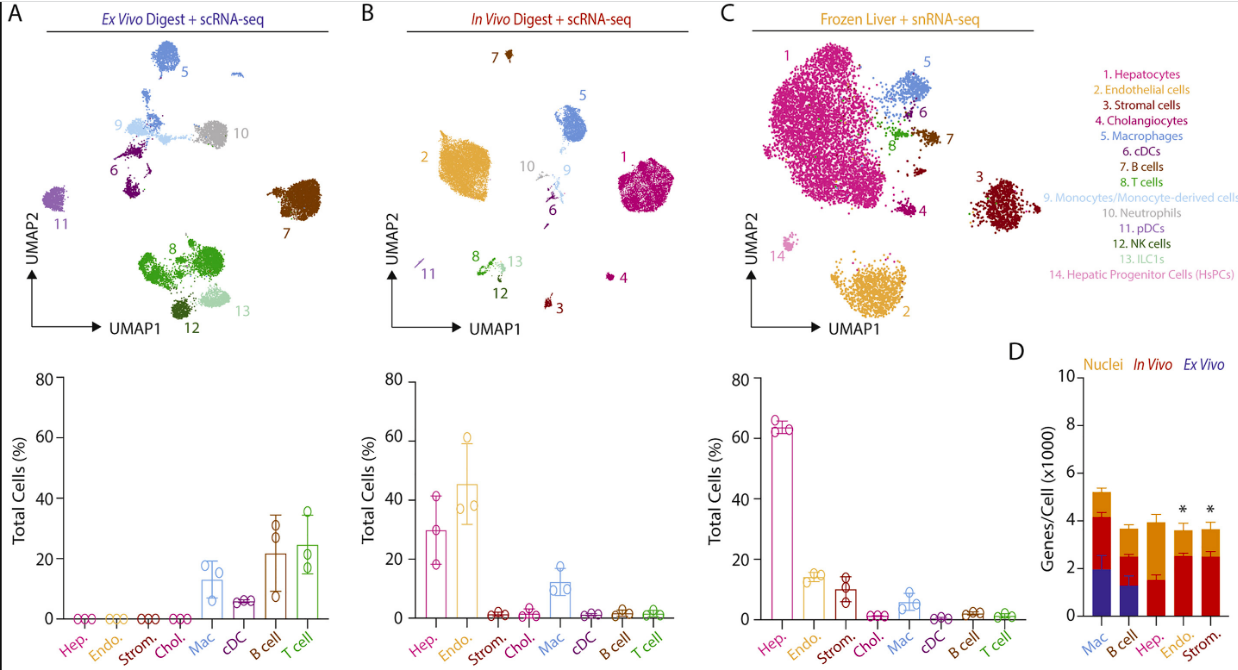 A
Ex Vivo Digest + scRNA-seq
5
9
10
6
11
7
8
13
12
UMAP2
UMAP1
B
In Vivo Digest + scRNA-seq
7
5
2
10
9
1
6
11
8
13
12
4
3
UMAP2
UMAP1
C
Frozen Liver + snRNA-seq
1
5
6
8
7
3
4
14
2
UMAP2
UMAP1
1. Hepatocytes
2. Endothelial cells
3. Stromal cells
4. Cholangiocytes
5. Macrophages
6. cDCs
7. B cells
8. T cells
9. Monocytes/Monocyte-derived cells
10. Neutrophils
11. pDCs
12. NK cells
13. ILC1s
14. Hepatic Progenitor Cells (HsPCs)
Total Cells (%)
80
60
40
20
0
Hep.
Endo.
Strom.
Chol.
Mac
cDC
B cell
T cell
Total Cells (%)
80
60
40
20
0
Hep.
Endo.
Strom.
Chol.
Mac
cDC
B cell
T cell
Total Cells (%)
80
60
40
20
0
Hep.
Endo.
Strom.
Chol.
Mac
cDC
B cell
T cell
D
Nuclei In Vivo Ex Vivo
Genes/Cell (x1000)
10
8
6
4
2
0
* *
Mac
B cell
Hep.
Endo.
Strom.